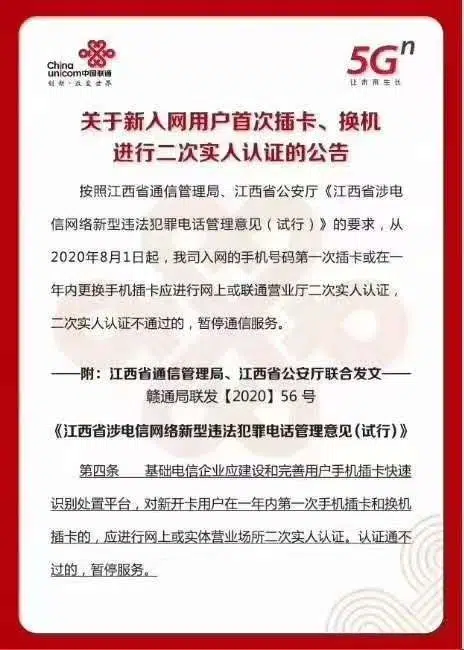 China
unicom中国联通
创新·改变世界
5Gⁿ
让未来生长
关于新入网用户首次插卡、换机
进行二次实人认证的公告
按照江西省通信管理局、江西省公安厅《江西省涉电
信网络新型违法犯罪电话管理意见（试行）》的要求，从
2020年8月1日起，我司入网的手机号码第一次插卡或在一
年内更换手机插卡应进行网上或联通营业厅二次实人认证，
二次实人认证不通过的，暂停通信服务。
——附：江西省通信管理局、江西省公安厅联合发文——
赣通局联发【2020】56 号
《江西省涉电信网络新型违法犯罪电话管理意见（试行）》
第四条 基础电信企业应建设和完善用户手机插卡快速
识别处置平台，对新开卡用户在一年内第一次手机插卡和换机
插卡的，应进行网上或实体营业场所二次实人认证。认证通不
过的，暂停服务。